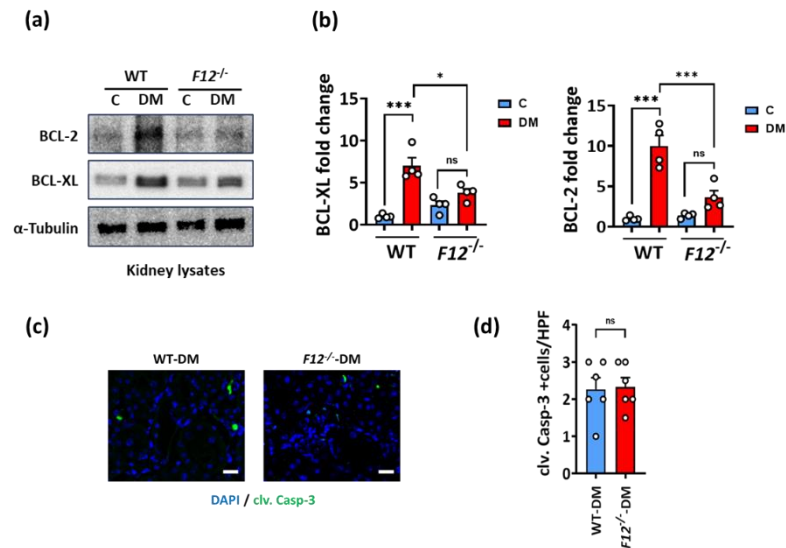 (a)
WT F12-/-
C DM C DM
BCL-2
BCL-XL
α-Tubulin
Kidney lysates
(b)
BCL-XL fold change
15
10
5
0
***
*
ns
C
DM
WT F12-/-
BCL-2 fold change
15
10
5
0
***
***
ns
C
DM
WT F12-/-
(c)
WT-DM F12-/--DM
DAPI / clv. Casp-3
(d)
clv. Casp-3 +cells/HPF
4
3
2
1
0
ns
WT-DM
F12-/--DM